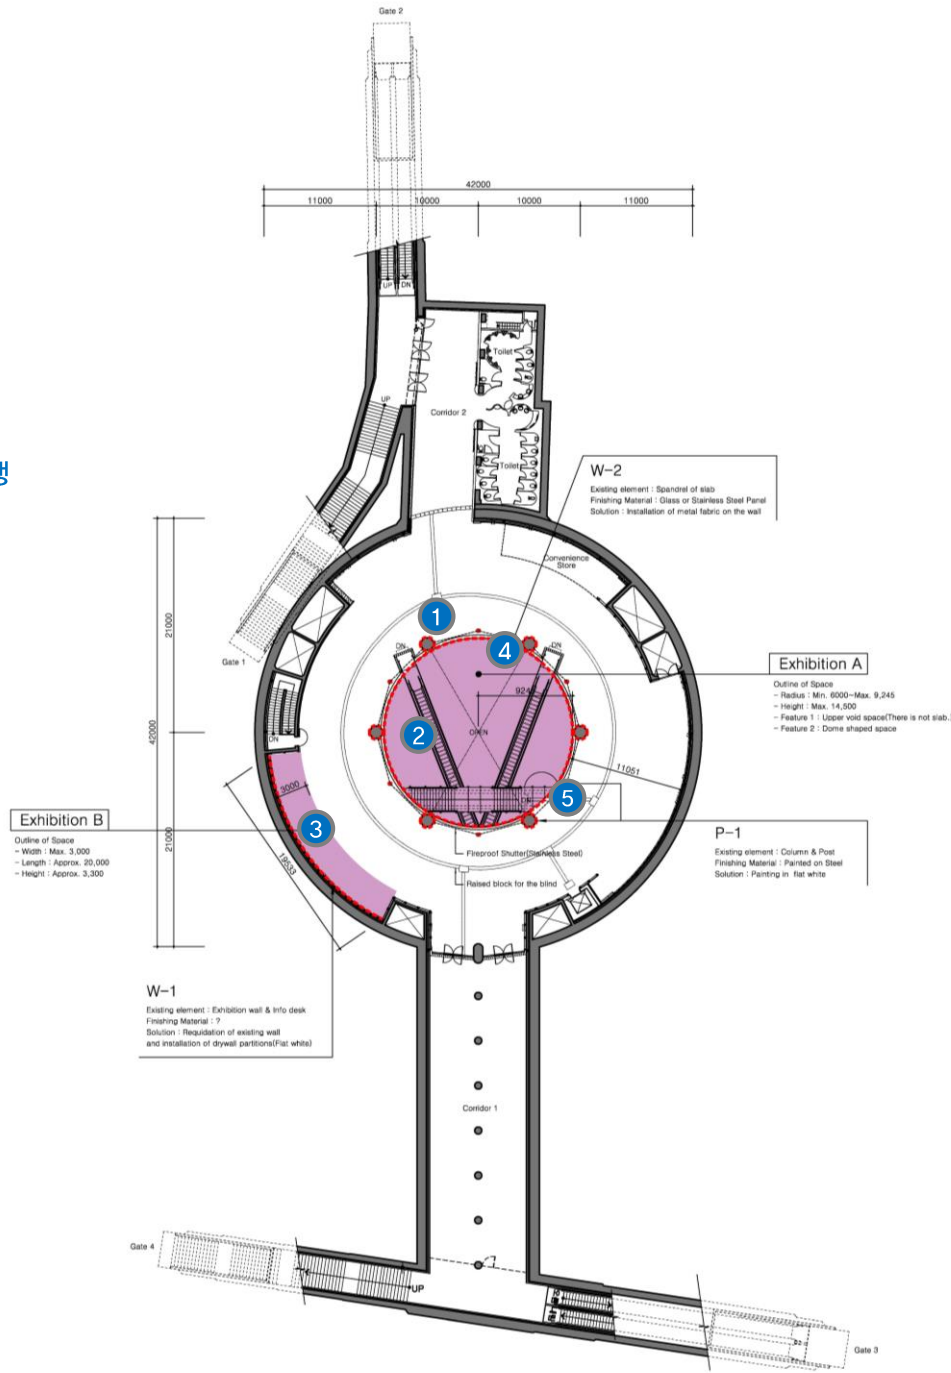 Gate 2
42000
11000
10000
10000
11000
UP
DN
Toilet
UP
Corridor 2
Toilet
W-2
Existing element : Spandrel of slab
Finishing Material : Glass or Stainless Steel Panel
Solution : Installation of metal fabric on the wall
Convenience
Store
21000
1
4
DN
DN
Gate 1
Exhibition A
Outline of Space
- Radius : Min. 6000~Max. 9,245
- Height : Max. 14,500
- Feature 1 : Upper void space(There is not slab.)
- Feature 2 : Dome shaped space
42000
2
OPEN
DN
11051
3000
5
Exhibition B
Outline of Space
- Width : Max. 3,000
- Length : Approx. 20,000
- Height : Approx. 3,300
3
21000
19533
P-1
Existing element : Column & Post
Finishing Material : Painted on Steel
Solution : Painting in flat white
Fireproof Shutter(Stainless Steel)
Raised block for the blind
W-1
Existing element : Exhibition wall & Info desk
Finishing Material : ?
Solution : Requidation of existing wall
and installation of drywall partitions(Flat white)
Corridor 1
Gate 4
UP
Gate 3